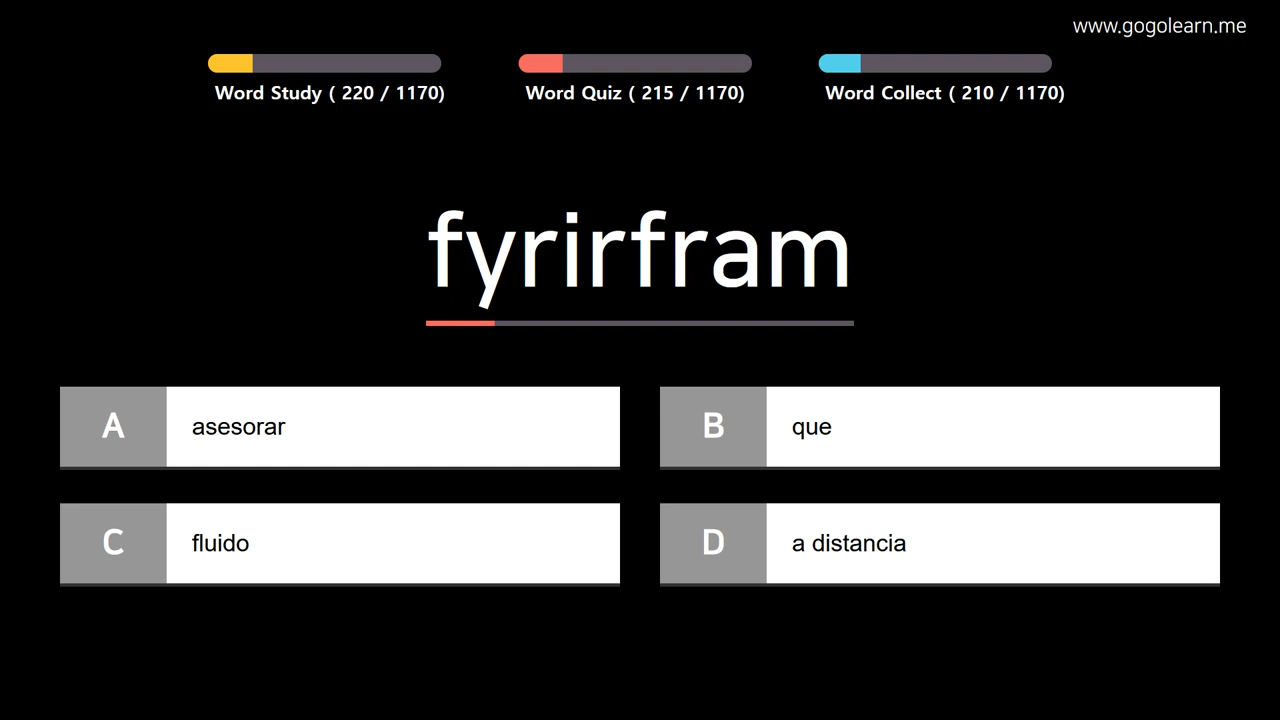 www.gogolearn.me
Word Study ( 220 / 1170)
Word Quiz ( 215 / 1170)
Word Collect ( 210 / 1170)
fyrirfram
A asesorar
B que
C fluido
D a distancia